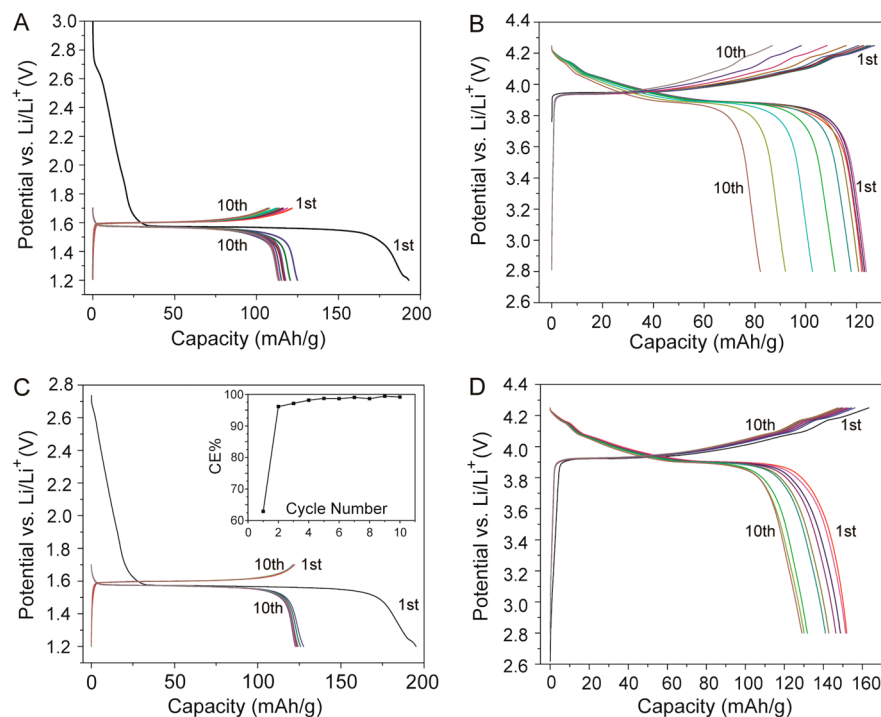 A
3.0
2.8
2.6
2.4
2.2
2.0
1.8
1.6
1.4
1.2
Potential vs. Li/Li⁺(V)
10th
1st
10th
1st
0 50 100 150 200
Capacity (mAh/g)
B
4.4
4.2
4.0
3.8
3.6
3.4
3.2
3.0
2.8
2.6
Potential vs. Li/Li⁺(V)
10th
1st
10th
1st
0 20 40 60 80 100 120
Capacity (mAh/g)
C
2.8
2.6
2.4
2.2
2.0
1.8
1.6
1.4
1.2
Potential vs. Li/Li⁺(V)
100
90
80
70
60
CE%
Cycle Number
0 2 4 6 8 10
10th 1st
10th
1st
0 50 100 150 200
Capacity (mAh/g)
D
4.4
4.2
4.0
3.8
3.6
3.4
3.2
3.0
2.8
2.6
Potential vs. Li/Li⁺(V)
10th
1st
10th
1st
0 20 40 60 80 100 120 140 160
Capacity (mAh/g)